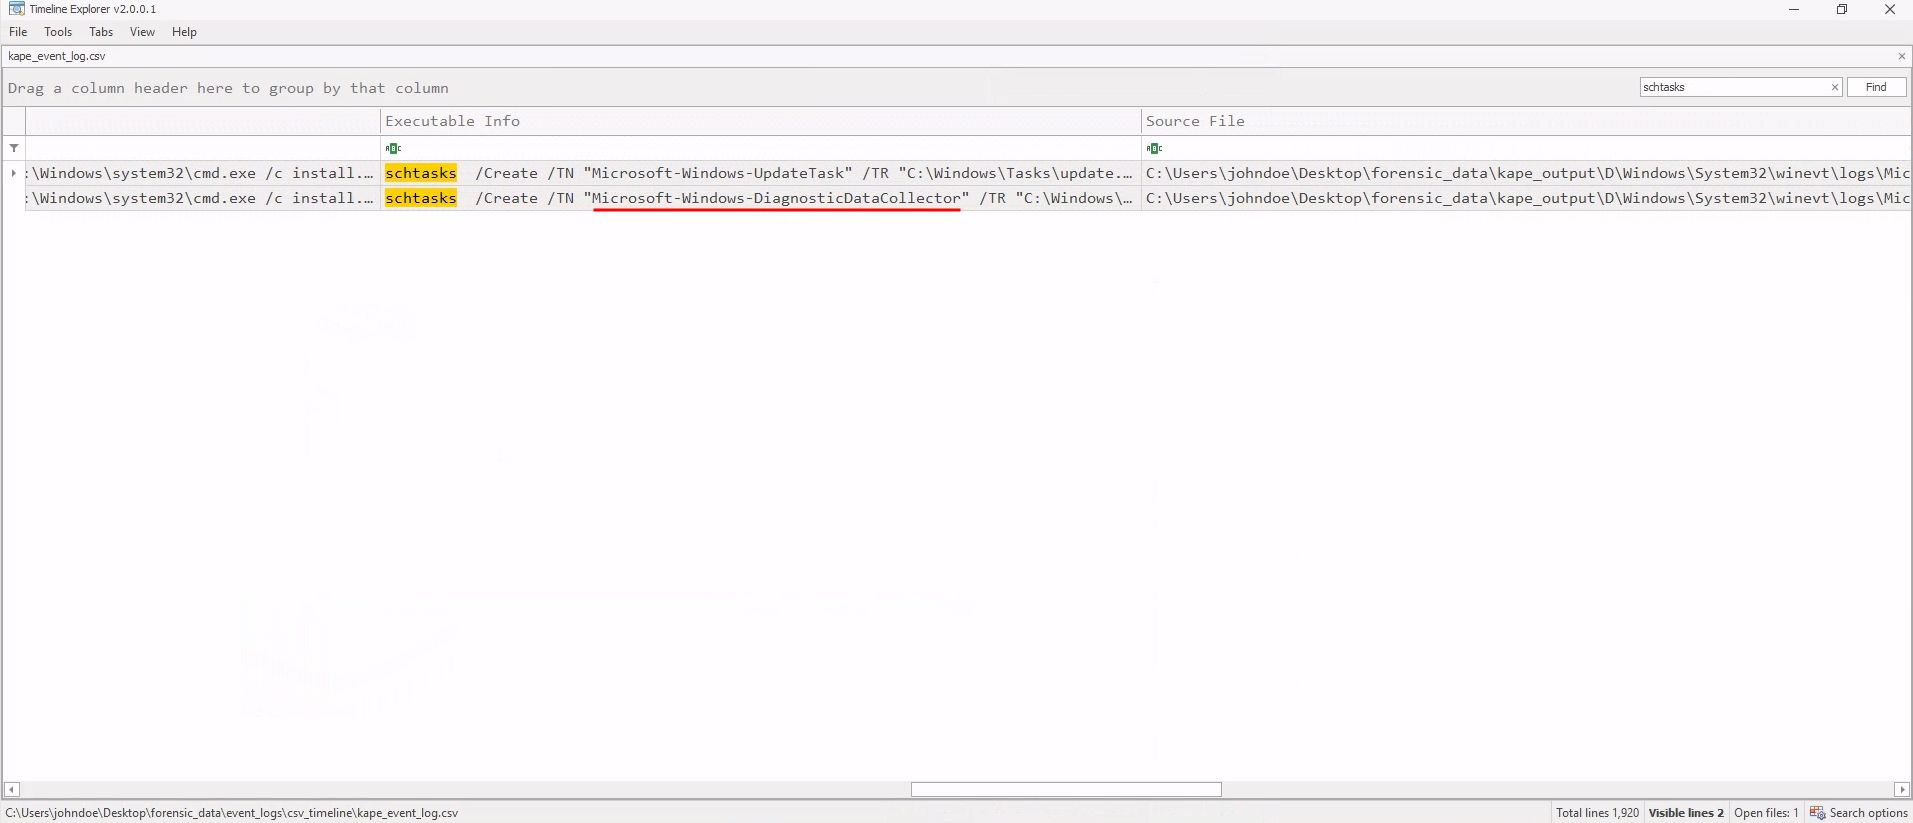 Timeline Explorer v2.0.0.1
File Tools Tabs View Help
kape_event_log.csv
Drag a column header here to group by that column
schtasks
Find
Executable Info Source File
:\Windows\system32\cmd.exe /c install.… schtasks /Create /TN "Microsoft-Windows-UpdateTask" /TR "C:\Windows\Tasks\update.… C:\Users\johndoe\Desktop\forensic_data\kape_output\D\Windows\System32\winevt\logs\Mic
:\Windows\system32\cmd.exe /c install.… schtasks /Create /TN "Microsoft-Windows-DiagnosticDataCollector" /TR "C:\Windows\… C:\Users\johndoe\Desktop\forensic_data\kape_output\D\Windows\System32\winevt\logs\Mic
C:\Users\johndoe\Desktop\forensic_data\event_logs\csv_timeline\kape_event_log.csv Total lines 1,920 Visible lines 2 Open files: 1 Search options